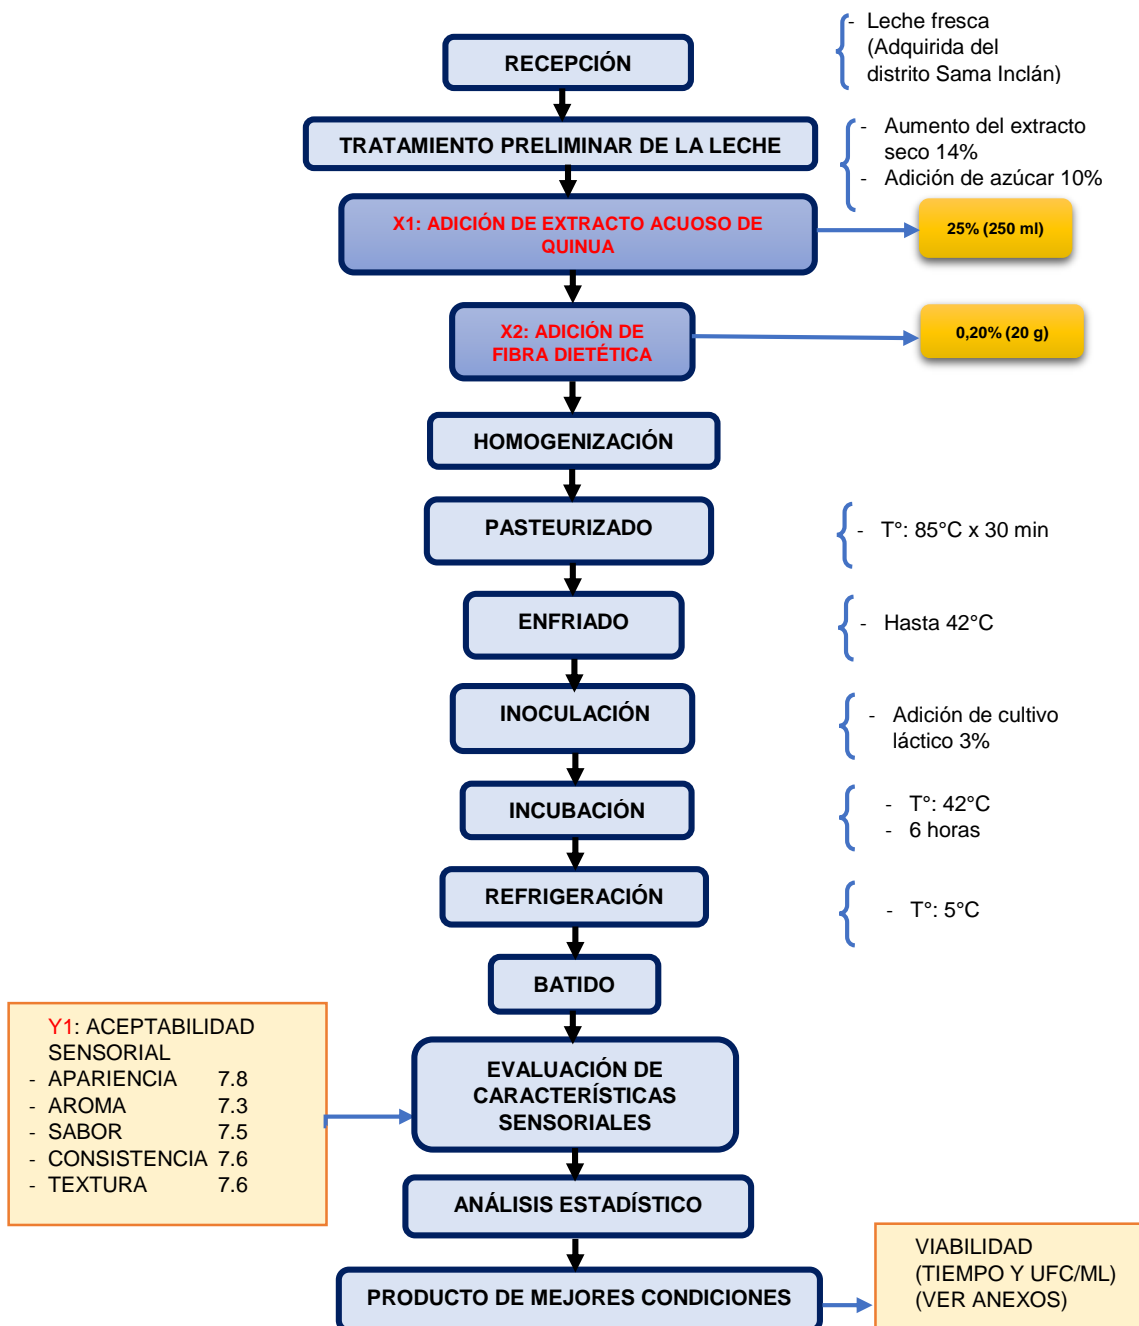 - Leche fresca
(Adquirida del
distrito Sama Inclán)
RECEPCIÓN
TRATAMIENTO PRELIMINAR DE LA LECHE
- Aumento del extracto
seco 14%
- Adición de azúcar 10%
X1: ADICIÓN DE EXTRACTO ACUOSO DE
QUINUA
25% (250 ml)
X2: ADICIÓN DE
FIBRA DIETÉTICA
0,20% (20 g)
HOMOGENIZACIÓN
PASTEURIZADO
- T°: 85°C x 30 min
ENFRIADO
- Hasta 42°C
INOCULACIÓN
- Adición de cultivo
láctico 3%
INCUBACIÓN
- T°: 42°C
- 6 horas
REFRIGERACIÓN
- T°: 5°C
BATIDO
Y1: ACEPTABILIDAD
SENSORIAL
- APARIENCIA 7.8
- AROMA 7.3
- SABOR 7.5
- CONSISTENCIA 7.6
- TEXTURA 7.6
EVALUACIÓN DE
CARACTERÍSTICAS
SENSORIALES
ANÁLISIS ESTADÍSTICO
PRODUCTO DE MEJORES CONDICIONES
VIABILIDAD
(TIEMPO Y UFC/ML)
(VER ANEXOS)